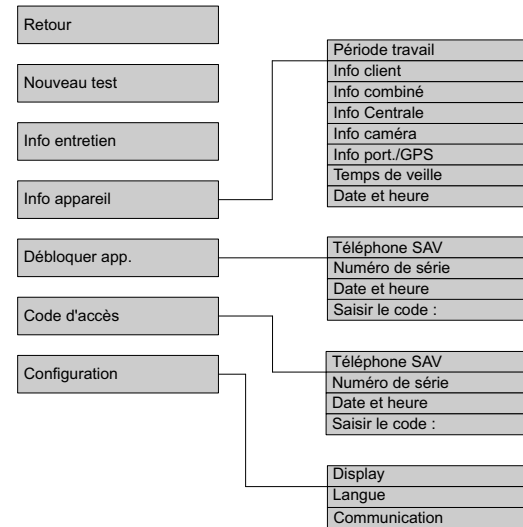 Retour
Nouveau test
Info entretien
Info appareil
Débloquer app.
Code d'accès
Configuration
Période travail
Info client
Info combiné
Info Centrale
Info caméra
Info port./GPS
Temps de veille
Date et heure
Téléphone SAV
Numéro de série
Date et heure
Saisir le code :
Téléphone SAV
Numéro de série
Date et heure
Saisir le code :
Display
Langue
Communication